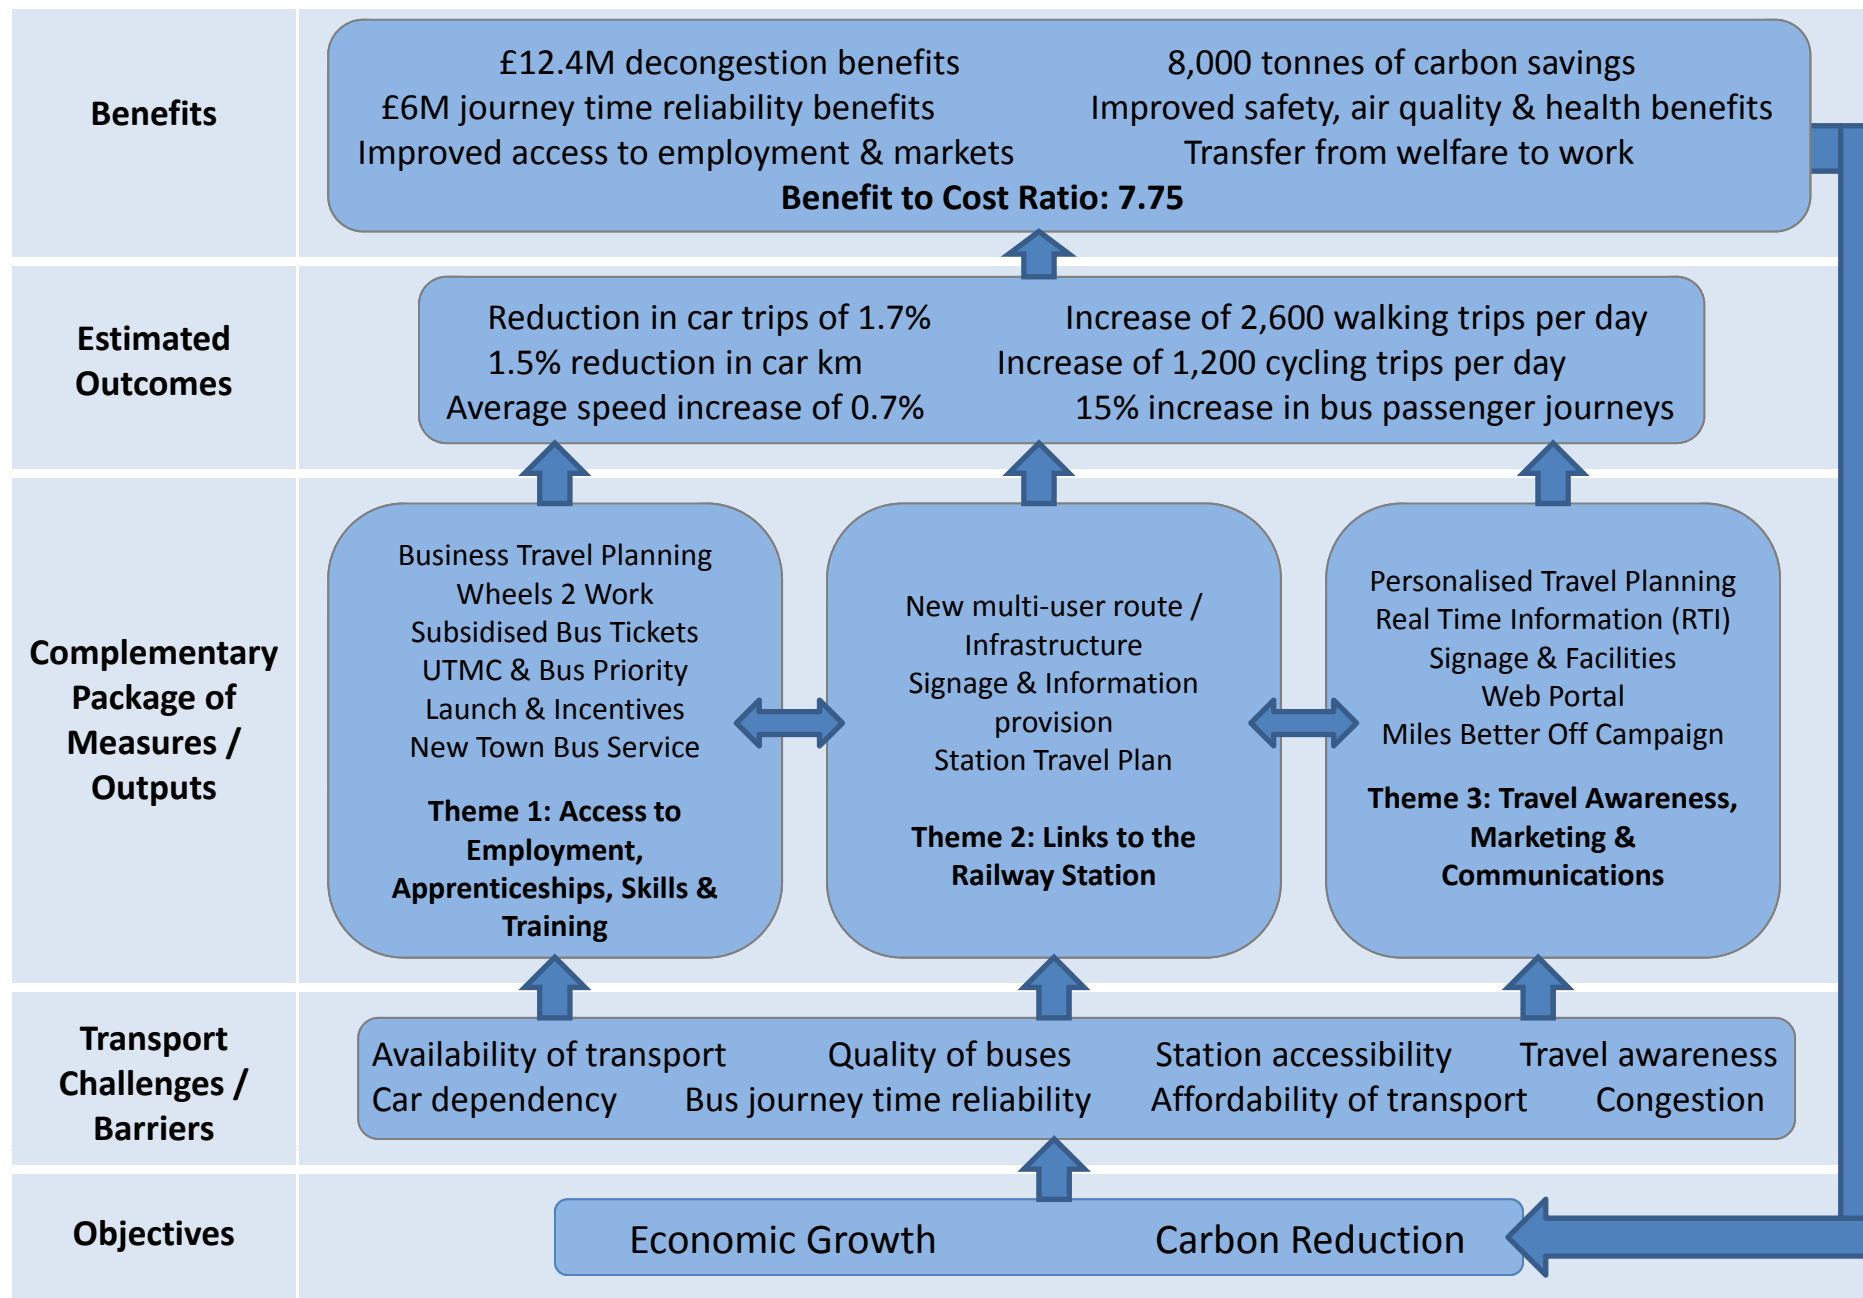 Benefits
£12.4M decongestion benefits 8,000 tonnes of carbon savings
£6M journey time reliability benefits Improved safety, air quality & health benefits
Improved access to employment & markets Transfer from welfare to work
Benefit to Cost Ratio: 7.75
Estimated
Outcomes
Reduction in car trips of 1.7% Increase of 2,600 walking trips per day
1.5% reduction in car km Increase of 1,200 cycling trips per day
Average speed increase of 0.7% 15% increase in bus passenger journeys
Complementary
Package of
Measures /
Outputs
Business Travel Planning
Wheels 2 Work
Subsidised Bus Tickets
UTMC & Bus Priority
Launch & Incentives
New Town Bus Service
Theme 1: Access to
Employment,
Apprenticeships, Skills &
Training
New multi-user route /
Infrastructure
Signage & Information
provision
Station Travel Plan
Theme 2: Links to the
Railway Station
Personalised Travel Planning
Real Time Information (RTI)
Signage & Facilities
Web Portal
Miles Better Off Campaign
Theme 3: Travel Awareness,
Marketing &
Communications
Transport
Challenges /
Barriers
Availability of transport Quality of buses Station accessibility Travel awareness
Car dependency Bus journey time reliability Affordability of transport Congestion
Objectives
Economic Growth Carbon Reduction